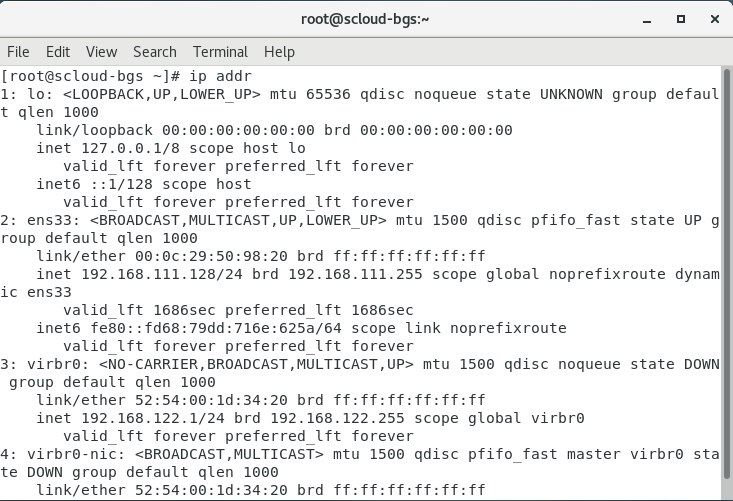 root@scloud-bgs:~
File Edit View Search Terminal Help
[root@scloud-bgs ~]# ip addr
1: lo: <LOOPBACK,UP,LOWER_UP> mtu 65536 qdisc noqueue state UNKNOWN group defaul
t qlen 1000
    link/loopback 00:00:00:00:00:00 brd 00:00:00:00:00:00
    inet 127.0.0.1/8 scope host lo
       valid_lft forever preferred_lft forever
    inet6 ::1/128 scope host
       valid_lft forever preferred_lft forever
2: ens33: <BROADCAST,MULTICAST,UP,LOWER_UP> mtu 1500 qdisc pfifo_fast state UP g
roup default qlen 1000
    link/ether 00:0c:29:50:98:20 brd ff:ff:ff:ff:ff:ff
    inet 192.168.111.128/24 brd 192.168.111.255 scope global noprefixroute dynam
ic ens33
       valid_lft 1686sec preferred_lft 1686sec
    inet6 fe80::fd68:79dd:716e:625a/64 scope link noprefixroute
       valid_lft forever preferred_lft forever
3: virbr0: <NO-CARRIER,BROADCAST,MULTICAST,UP> mtu 1500 qdisc noqueue state DOWN
 group default qlen 1000
    link/ether 52:54:00:1d:34:20 brd ff:ff:ff:ff:ff:ff
    inet 192.168.122.1/24 brd 192.168.122.255 scope global virbr0
       valid_lft forever preferred_lft forever
4: virbr0-nic: <BROADCAST,MULTICAST> mtu 1500 qdisc pfifo_fast master virbr0 sta
te DOWN group default qlen 1000
    link/ether 52:54:00:1d:34:20 brd ff:ff:ff:ff:ff:ff